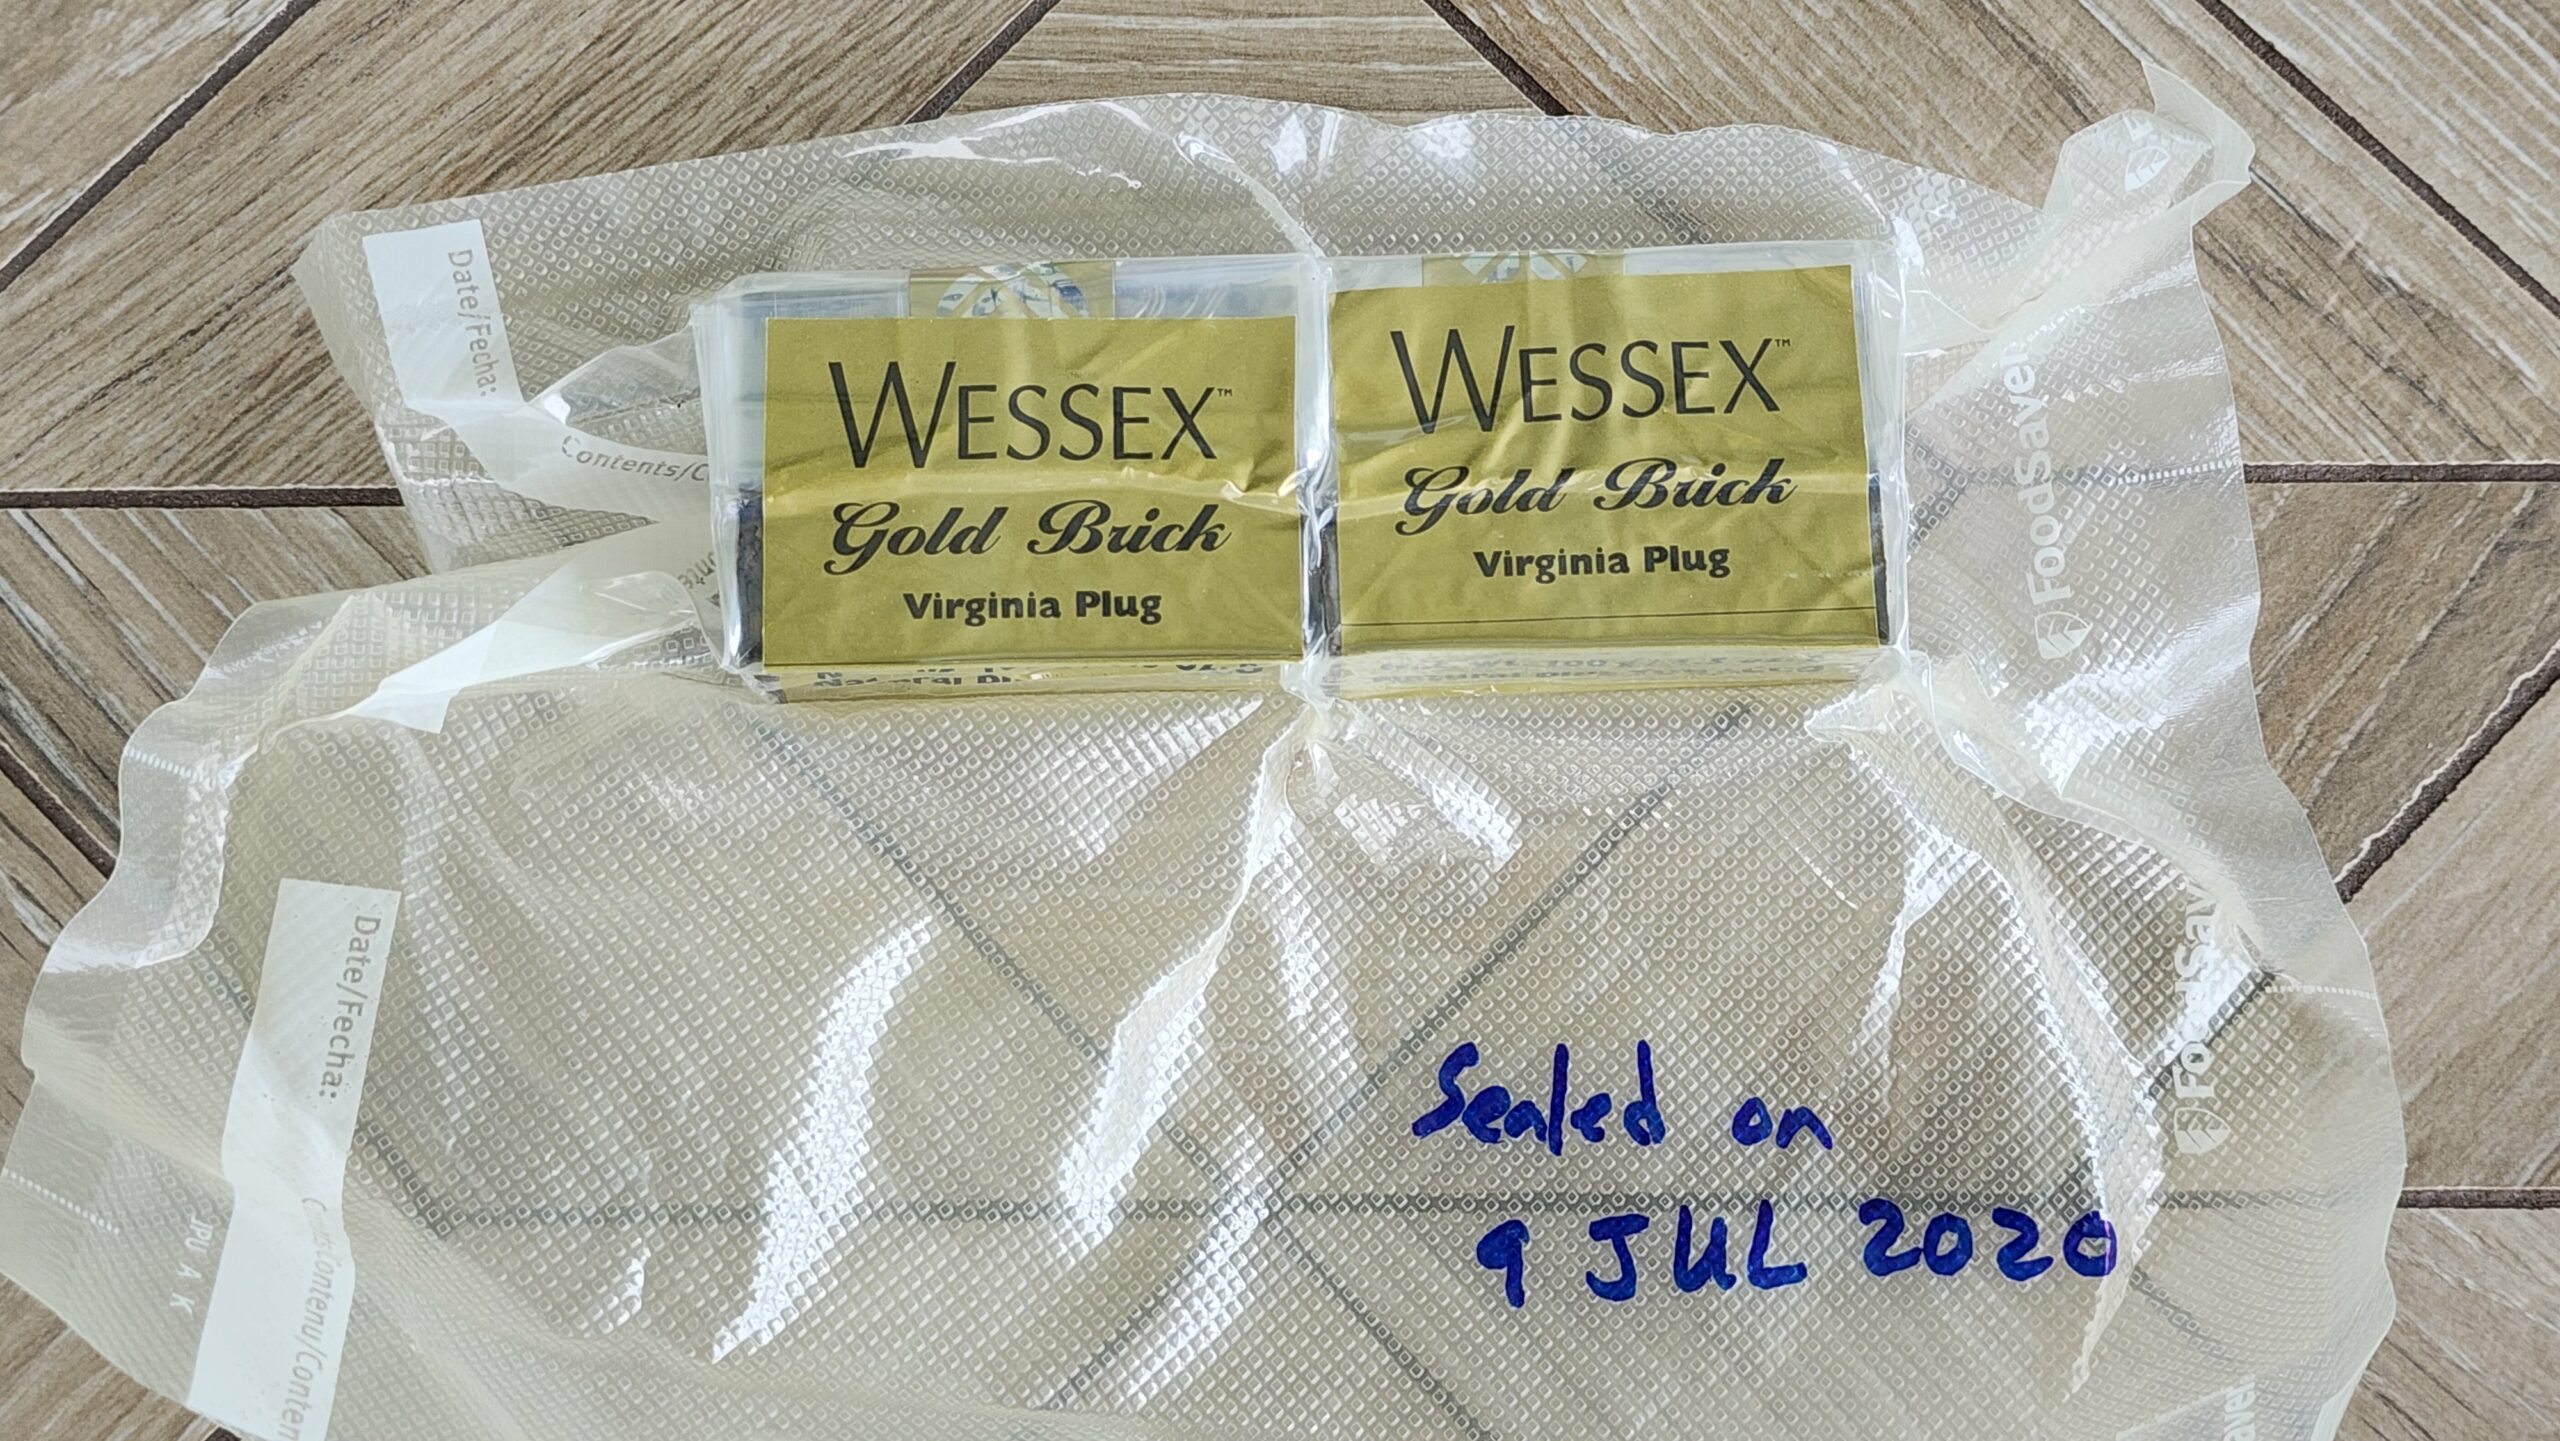 Date/Fecha:
Contents/C
WESSEX™
Gold Brick
Virginia Plug
WESSEX™
Gold Brick
Virginia Plug
FoodSaver
Date/Fecha:
FoodSav
Sealed on
9 JUL 2020